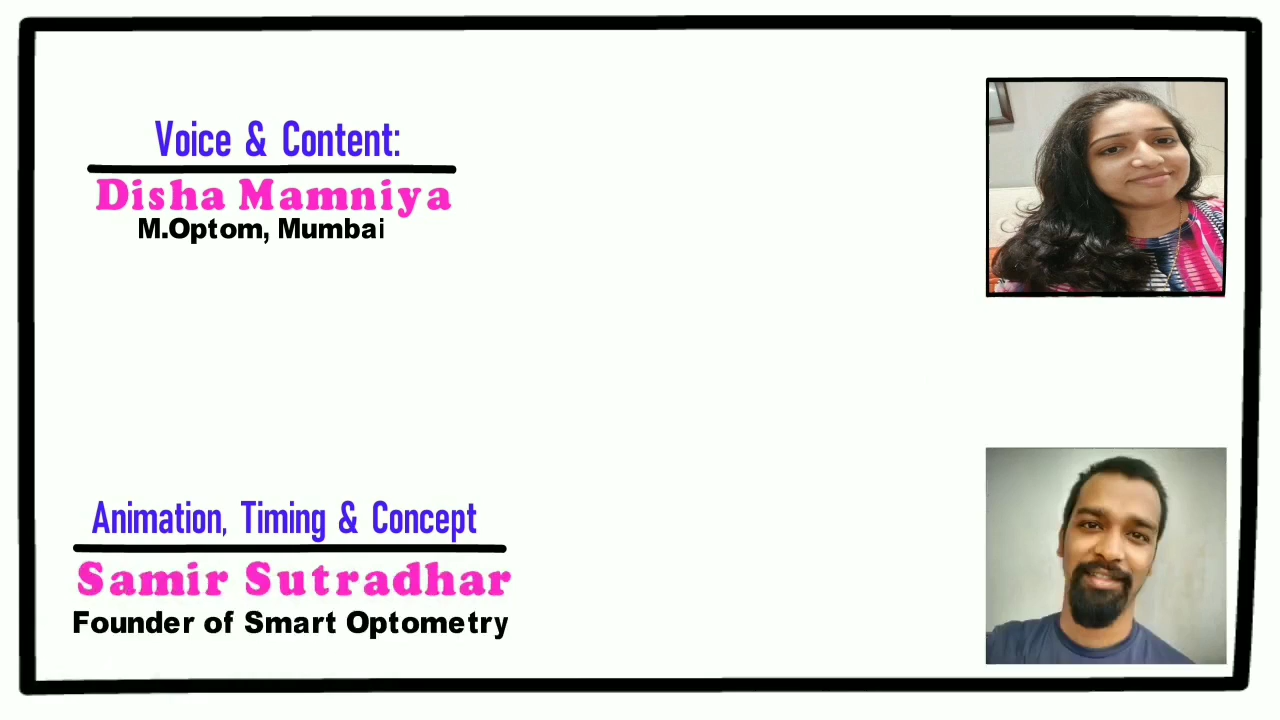 Voice & Content:
Disha Mamniya
M.Optom, Mumbai
Animation, Timing & Concept
Samir Sutradhar
Founder of Smart Optometry